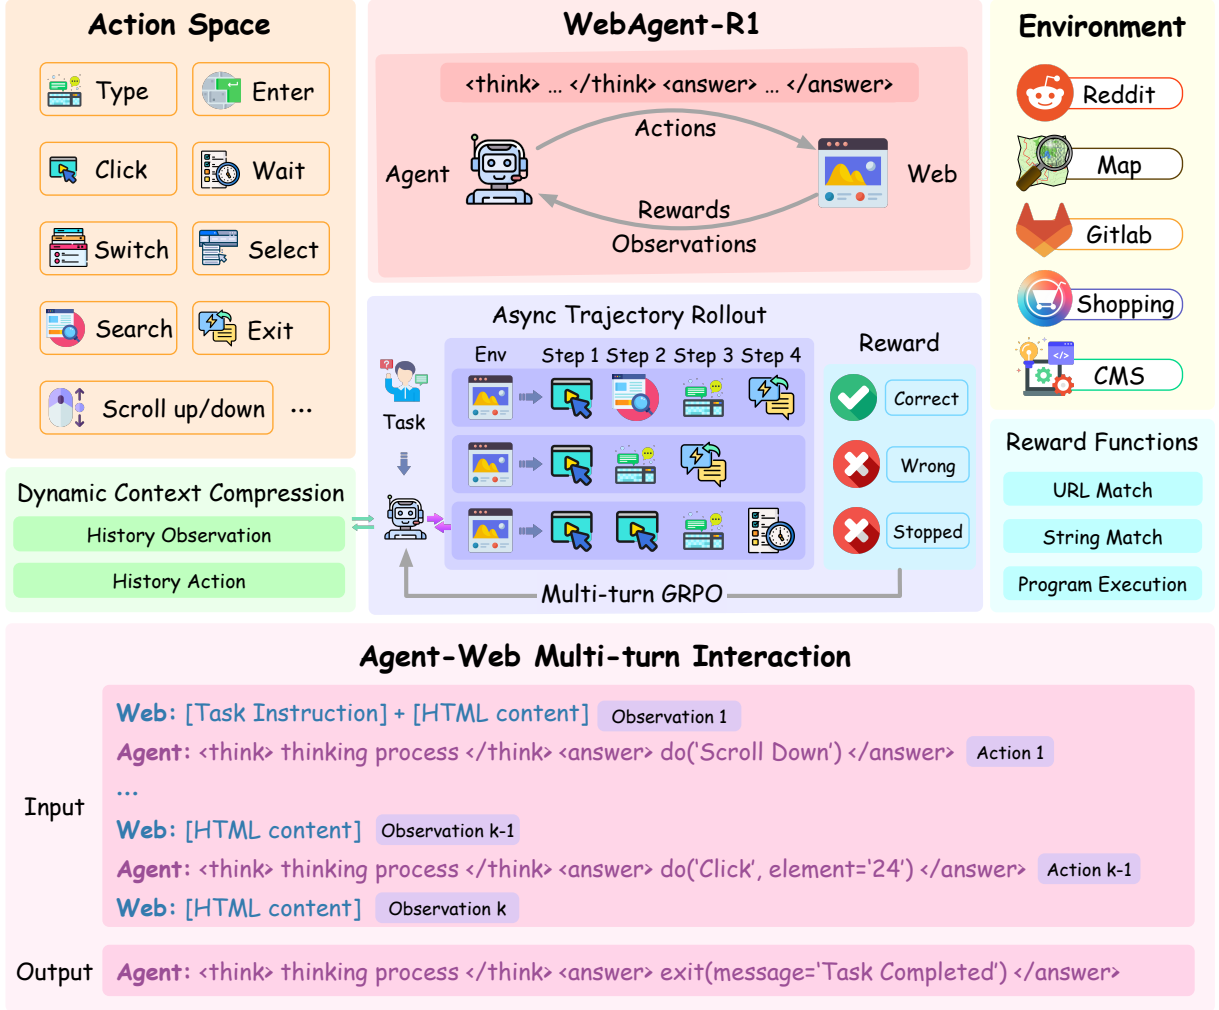 Action Space
Type
Enter
Click
Wait
Switch
Select
Search
Exit
Scroll up/down ...
Dynamic Context Compression
History Observation
History Action
WebAgent-R1
<think> ... </think> <answer> ... </answer>
Actions
Agent
Web
Rewards
Observations
Async Trajectory Rollout
Env Step 1 Step 2 Step 3 Step 4
Reward
Task
Correct
Wrong
Stopped
Multi-turn GRPO
Environment
Reddit
Map
Gitlab
Shopping
CMS
Reward Functions
URL Match
String Match
Program Execution
Agent-Web Multi-turn Interaction
Input
Web: [Task Instruction] + [HTML content] Observation 1
Agent: <think> thinking process </think> <answer> do(‘Scroll Down’) </answer> Action 1
...
Web: [HTML content] Observation k-1
Agent: <think> thinking process </think> <answer> do(‘Click’, element=‘24’) </answer> Action k-1
Web: [HTML content] Observation k
Output
Agent: <think> thinking process </think> <answer> exit(message=‘Task Completed’) </answer>